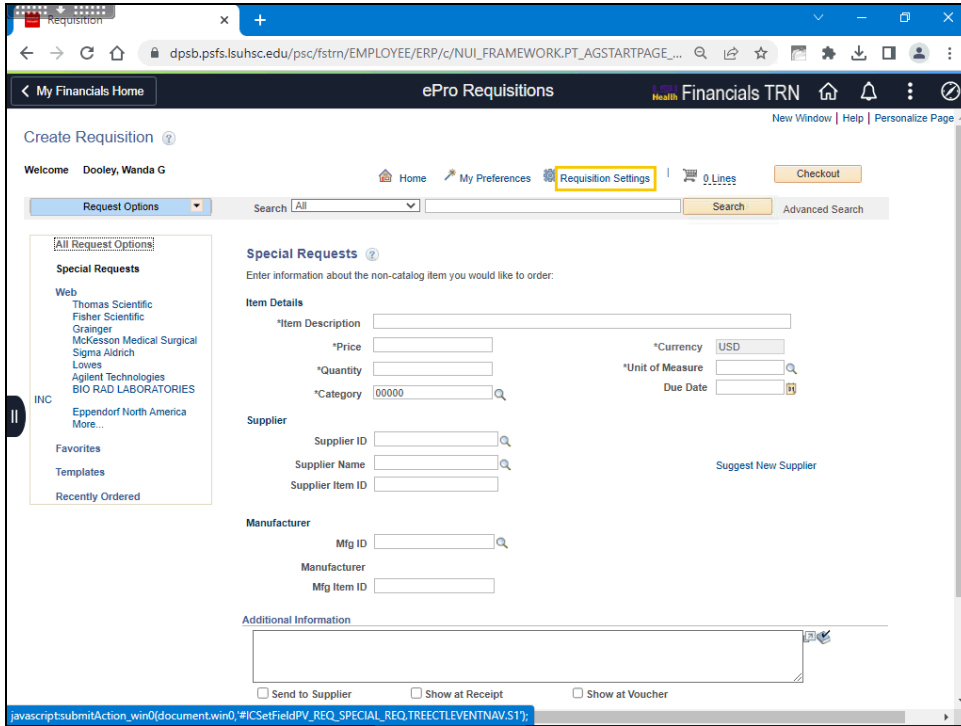 Requisition
dpsb.psfs.lsuhsc.edu/psc/fstrn/EMPLOYEE/ERP/c/NUI_FRAMEWORK.PT_AGSTARTPAGE_...
My Financials Home
ePro Requisitions
LSU Health Financials TRN
New Window | Help | Personalize Page
Create Requisition
Welcome Dooley, Wanda G
Home My Preferences Requisition Settings | 0 Lines Checkout
Request Options
Search All Search Advanced Search
All Request Options
Special Requests
Web
Thomas Scientific
Fisher Scientific
Grainger
McKesson Medical Surgical
Sigma Aldrich
Lowes
Agilent Technologies
BIO RAD LABORATORIES
INC
Eppendorf North America
More...
Favorites
Templates
Recently Ordered
Special Requests
Enter information about the non-catalog item you would like to order:
Item Details
*Item Description
*Price *Currency USD
*Quantity *Unit of Measure
*Category 00000 Due Date
Supplier
Supplier ID
Supplier Name Suggest New Supplier
Supplier Item ID
Manufacturer
Mfg ID
Manufacturer
Mfg Item ID
Additional Information
Send to Supplier Show at Receipt Show at Voucher
javascript:submitAction_win0(document.win0,'#ICSetFieldPV_REQ_SPECIAL_REQ.TREECTLEVENTNAV.S1');